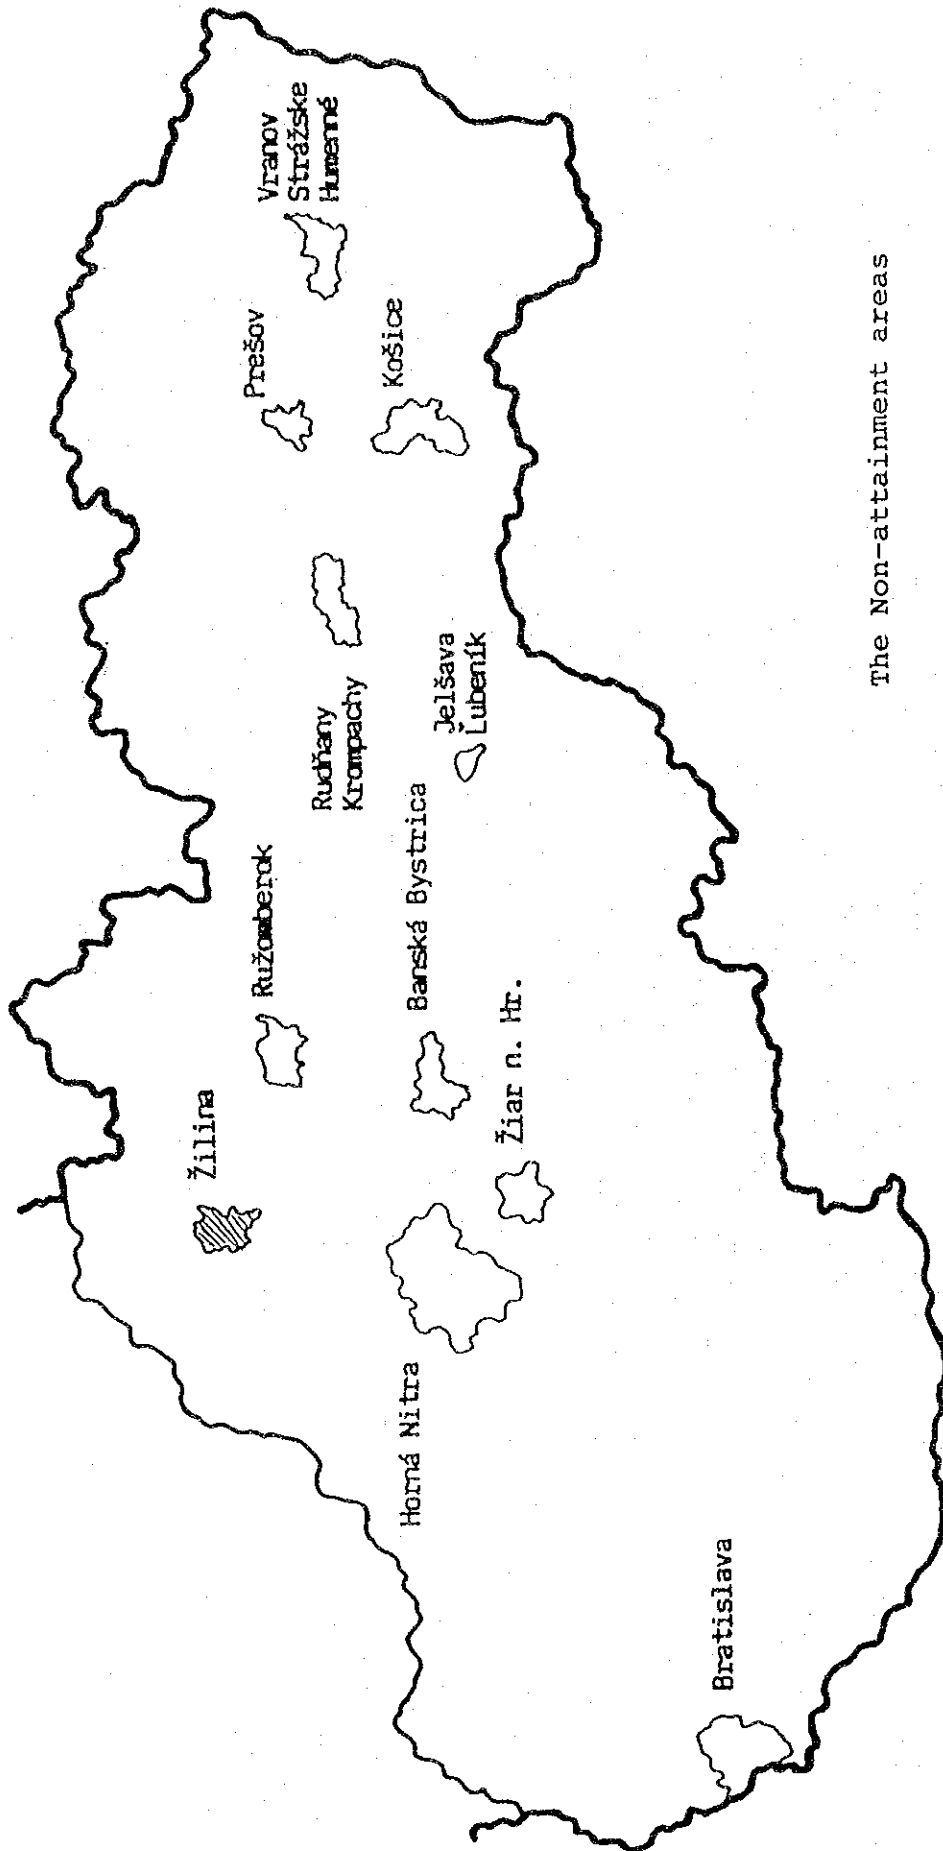 Žilina
Ružomberok
Prešov
Vranov
Strážske
Humenné
Rudňany
Krompachy
Košice
Horná Nitra
Banská Bystrica
Jelšava
Ľubeník
Žiar n. Hr.
Bratislava
The Non-attainment areas